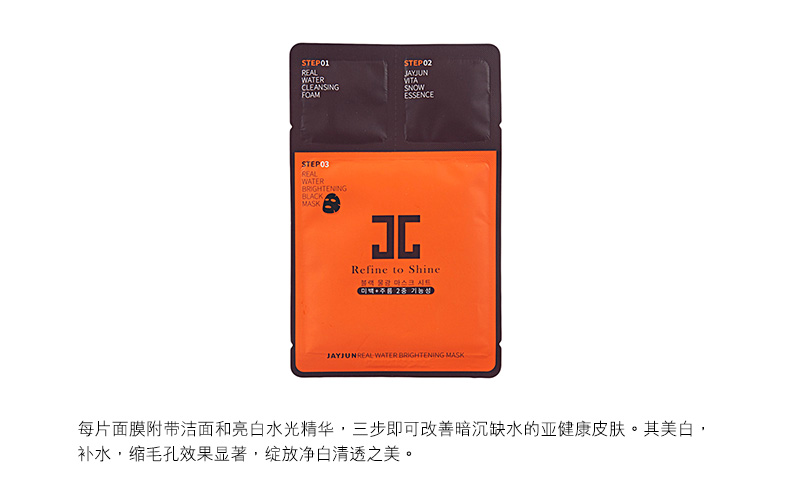 STEP01
REAL
WATER
CLEANSING
FOAM
STEP02
JAYJUN
VITA
SNOW
ESSENCE
STEP03
REAL
WATER
BRIGHTENING
BLACK
MASK
Refine to Shine
블랙 물광 마스크 시트
미백+주름 2중 기능성
JAYJUN REAL WATER BRIGHTENING MASK
每片面膜附带洁面和亮白水光精华，三步即可改善暗沉缺水的亚健康皮肤。其美白，
补水，缩毛孔效果显著，绽放净白清透之美。